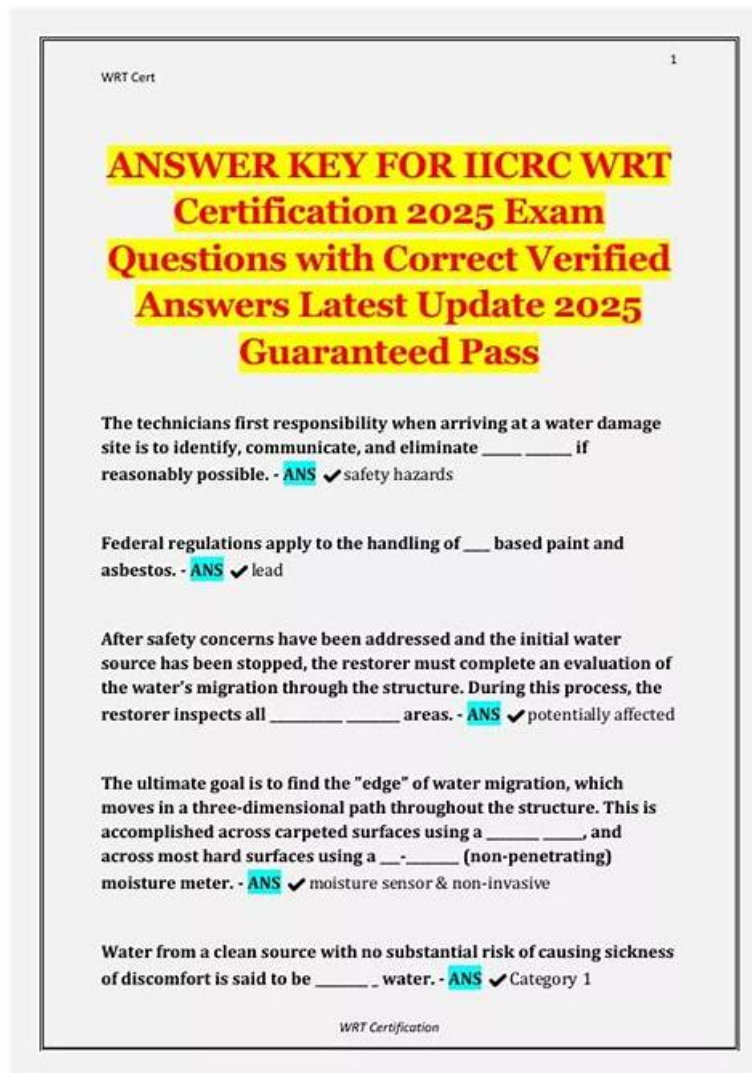 1
WRT Cert
ANSWER KEY FOR IICRC WRT
Certification 2025 Exam
Questions with Correct Verified
Answers Latest Update 2025
Guaranteed Pass
The technicians first responsibility when arriving at a water damage
site is to identify, communicate, and eliminate _____ ______ if
reasonably possible. - ANS ✔safety hazards
Federal regulations apply to the handling of ___ based paint and
asbestos. - ANS ✔lead
After safety concerns have been addressed and the initial water
source has been stopped, the restorer must complete an evaluation of
the water's migration through the structure. During this process, the
restorer inspects all __________ _______ areas. - ANS ✔potentially affected
The ultimate goal is to find the "edge" of water migration, which
moves in a three-dimensional path throughout the structure. This is
accomplished across carpeted surfaces using a _______ _____, and
across most hard surfaces using a __-_______ (non-penetrating)
moisture meter. - ANS ✔ moisture sensor & non-invasive
Water from a clean source with no substantial risk of causing sickness
of discomfort is said to be _______ _ water. - ANS ✔Category 1
WRT Certification